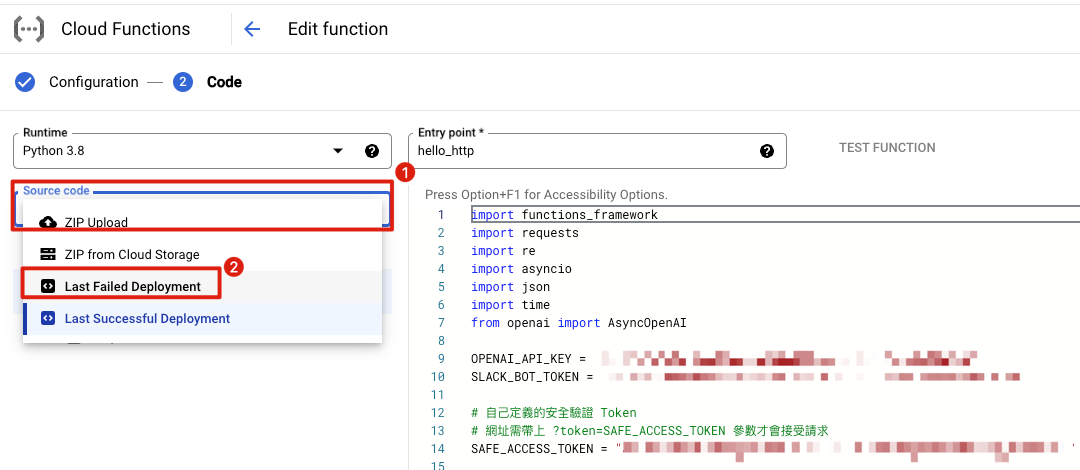 Cloud Functions
Edit function
Configuration
2 Code
Runtime
Python 3.8
Entry point *
hello_http
TEST FUNCTION
1
Source code
ZIP Upload
ZIP from Cloud Storage
2
Last Failed Deployment
Last Successful Deployment
Press Option+F1 for Accessibility Options.
1 import functions_framework
2 import requests
3 import re
4 import asyncio
5 import json
6 import time
7 from openai import AsyncOpenAI
8
9 OPENAI_API_KEY =
10 SLACK_BOT_TOKEN =
11
12 # 自己定義的安全驗證 Token
13 # 網址需帶上 ?token=SAFE_ACCESS_TOKEN 參數才會接受請求
14 SAFE_ACCESS_TOKEN = "
15